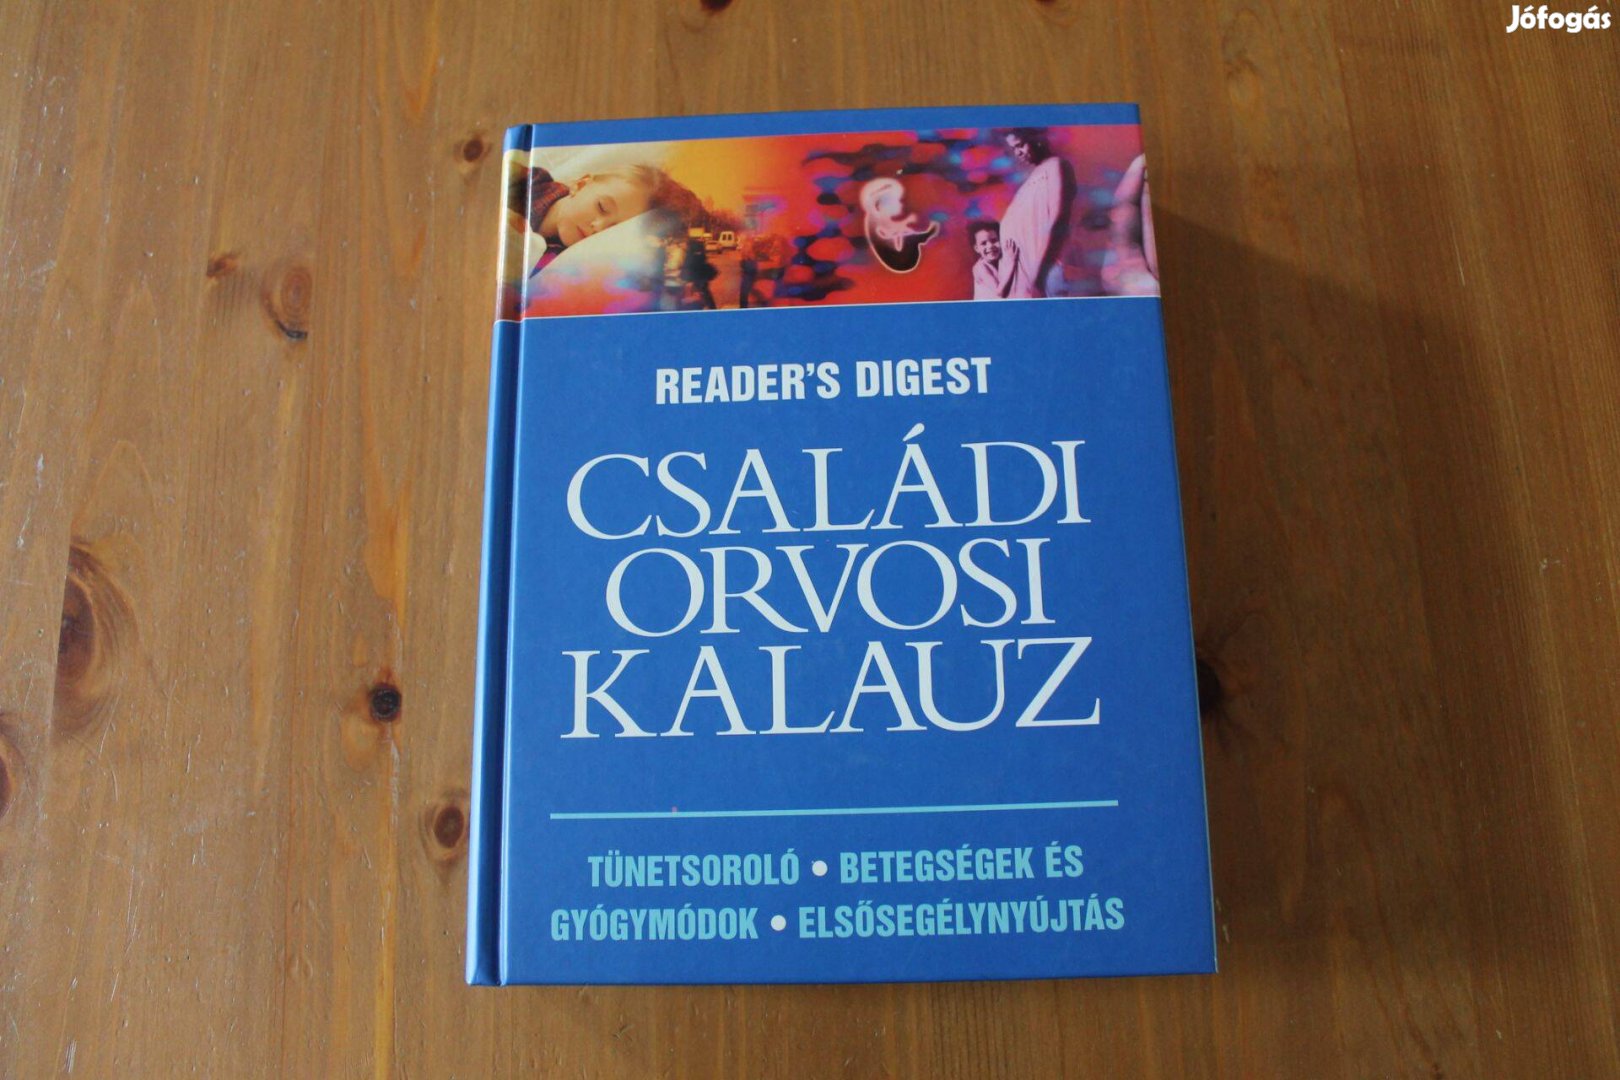 Jófogás
READER'S DIGEST
CSALÁDI
ORVOSI
KALAUZ
TÜNETSOROLÓ • BETEGSÉGEK ÉS
GYÓGYMÓDOK • ELSŐSEGÉLYNYÚJTÁS